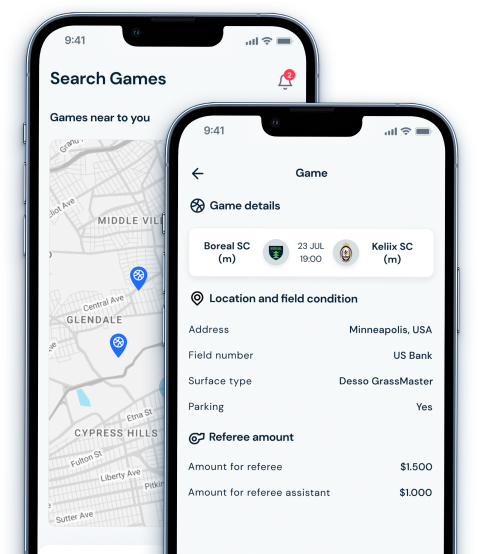 9:41
Search Games
2
Games near to you
Grand
liot Ave
MIDDLE VILL
Central Ave
GLENDALE
Etna St
CYPRESS HILLS
Fulton St
Liberty Ave
Pitkin
Sutter Ave
9:41
Game
Game details
Boreal SC
(m)
23 JUL
19:00
Keliix SC
(m)
Location and field condition
Address Minneapolis, USA
Field number US Bank
Surface type Desso GrassMaster
Parking Yes
Referee amount
Amount for referee $1.500
Amount for referee assistant $1.000